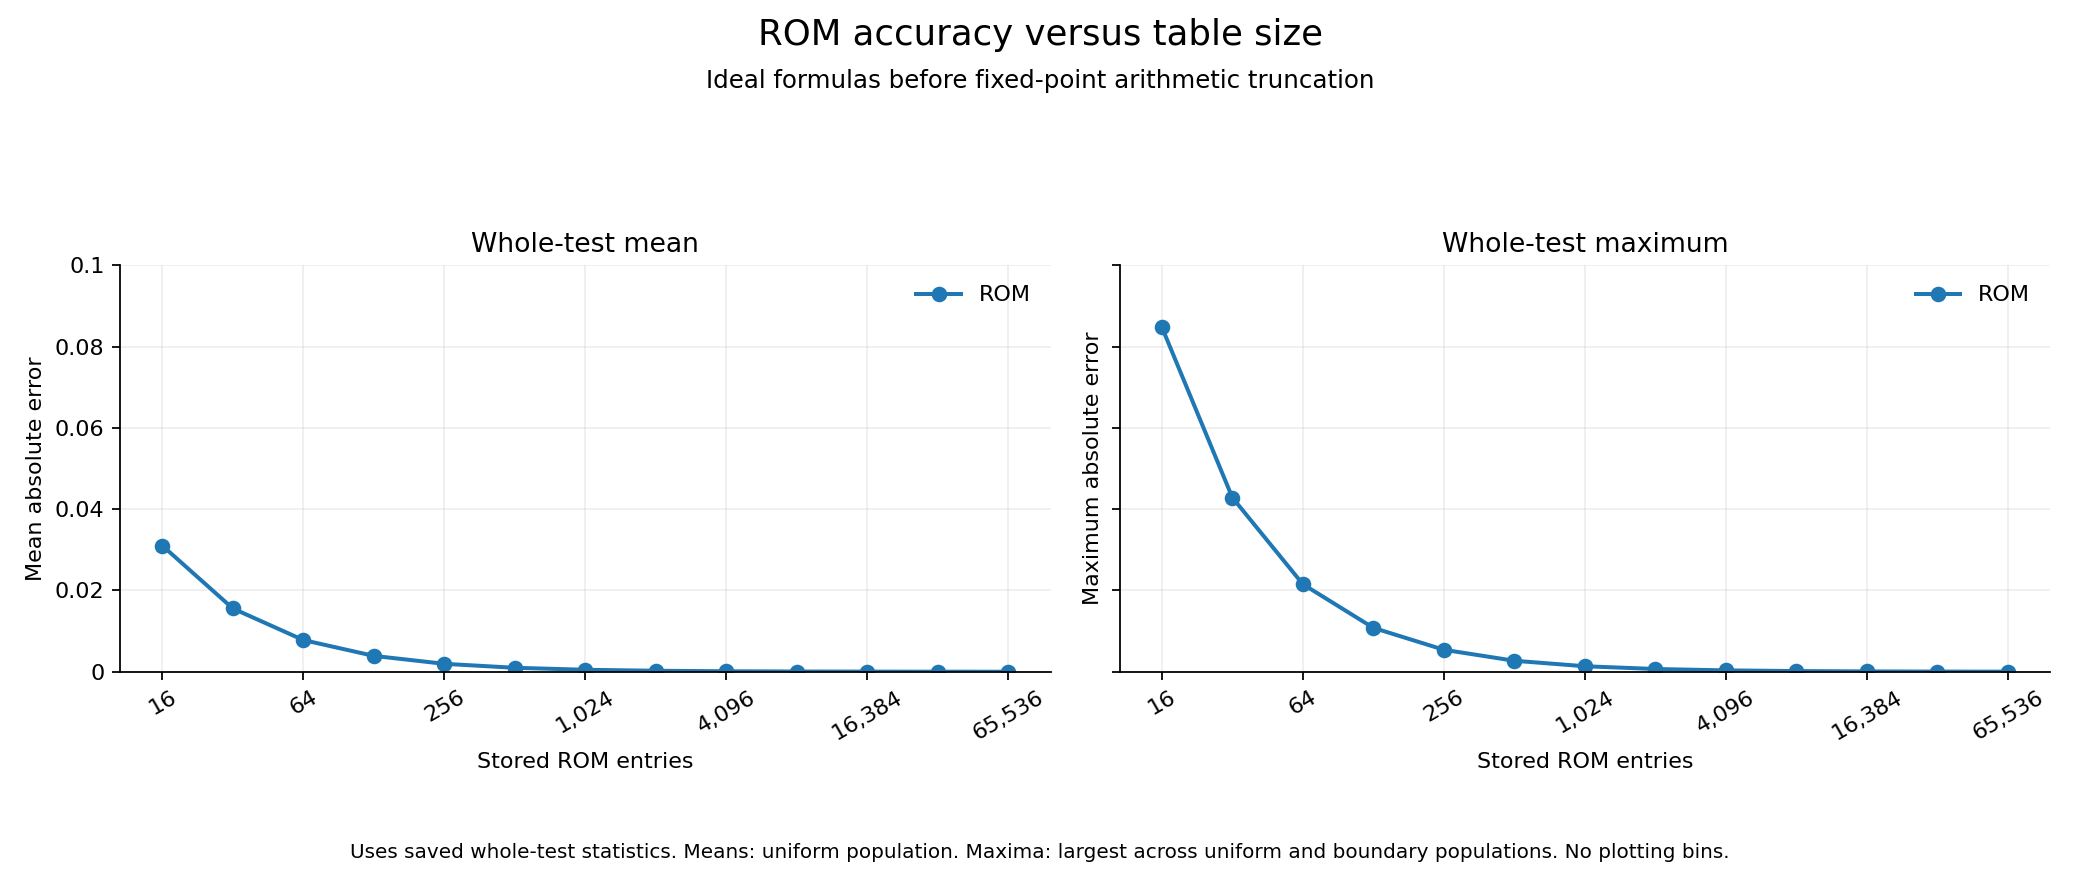 ROM accuracy versus table size
Ideal formulas before fixed-point arithmetic truncation
Whole-test mean
Mean absolute error
0.1
0.08
0.06
0.04
0.02
0
ROM
16
64
256
1,024
4,096
16,384
65,536
Stored ROM entries
Whole-test maximum
Maximum absolute error
ROM
16
64
256
1,024
4,096
16,384
65,536
Stored ROM entries
Uses saved whole-test statistics. Means: uniform population. Maxima: largest across uniform and boundary populations. No plotting bins.